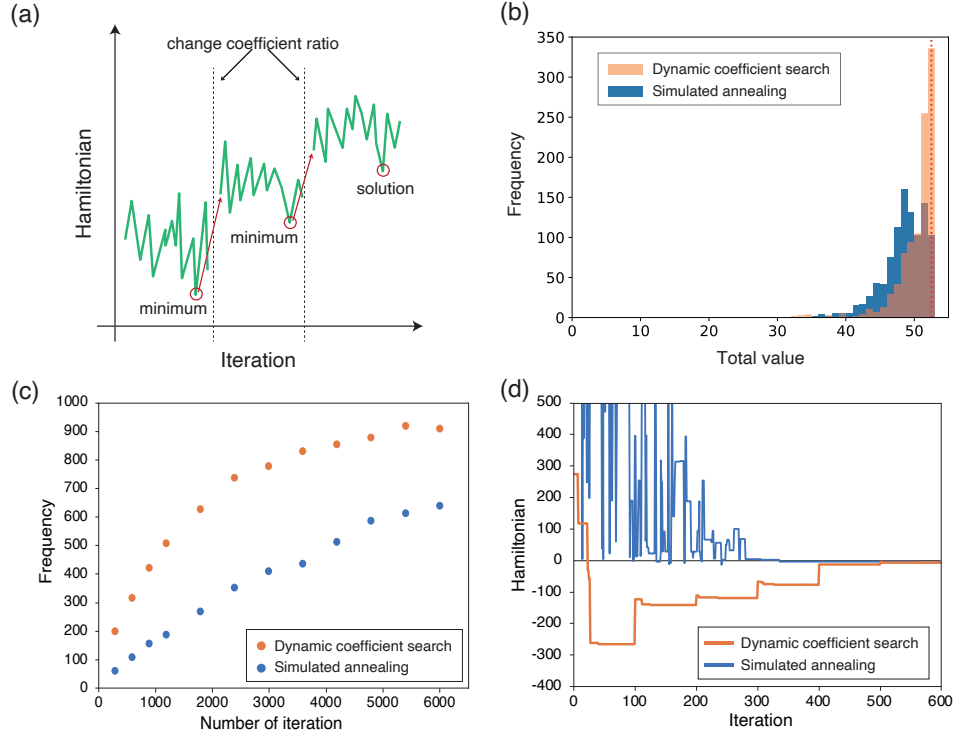 (a)
change coefficient ratio
Hamiltonian
minimum
minimum
solution
Iteration
(b)
350
300
250
200
150
100
50
0
Frequency
Dynamic coefficient search
Simulated annealing
0 10 20 30 40 50
Total value
(c)
1000
900
800
700
600
500
400
300
200
100
0
Frequency
Dynamic coefficient search
Simulated annealing
0 1000 2000 3000 4000 5000 6000
Number of iteration
(d)
500
400
300
200
100
0
-100
-200
-300
-400
Hamiltonian
Dynamic coefficient search
Simulated annealing
0 100 200 300 400 500 600
Iteration